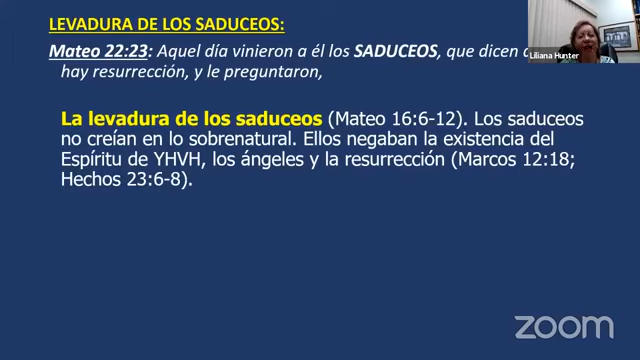 LEVADURA DE LOS SADUCEOS:
Mateo 22:23: Aquel día vinieron a él los SADUCEOS, que dicen
hay resurrección, y le preguntaron,
La levadura de los saduceos (Mateo 16:6-12). Los saduceos
no creían en lo sobrenatural. Ellos negaban la existencia del
Espíritu de YHVH, los ángeles y la resurrección (Marcos 12:18;
Hechos 23:6-8).
Liliana Hunter
zoom